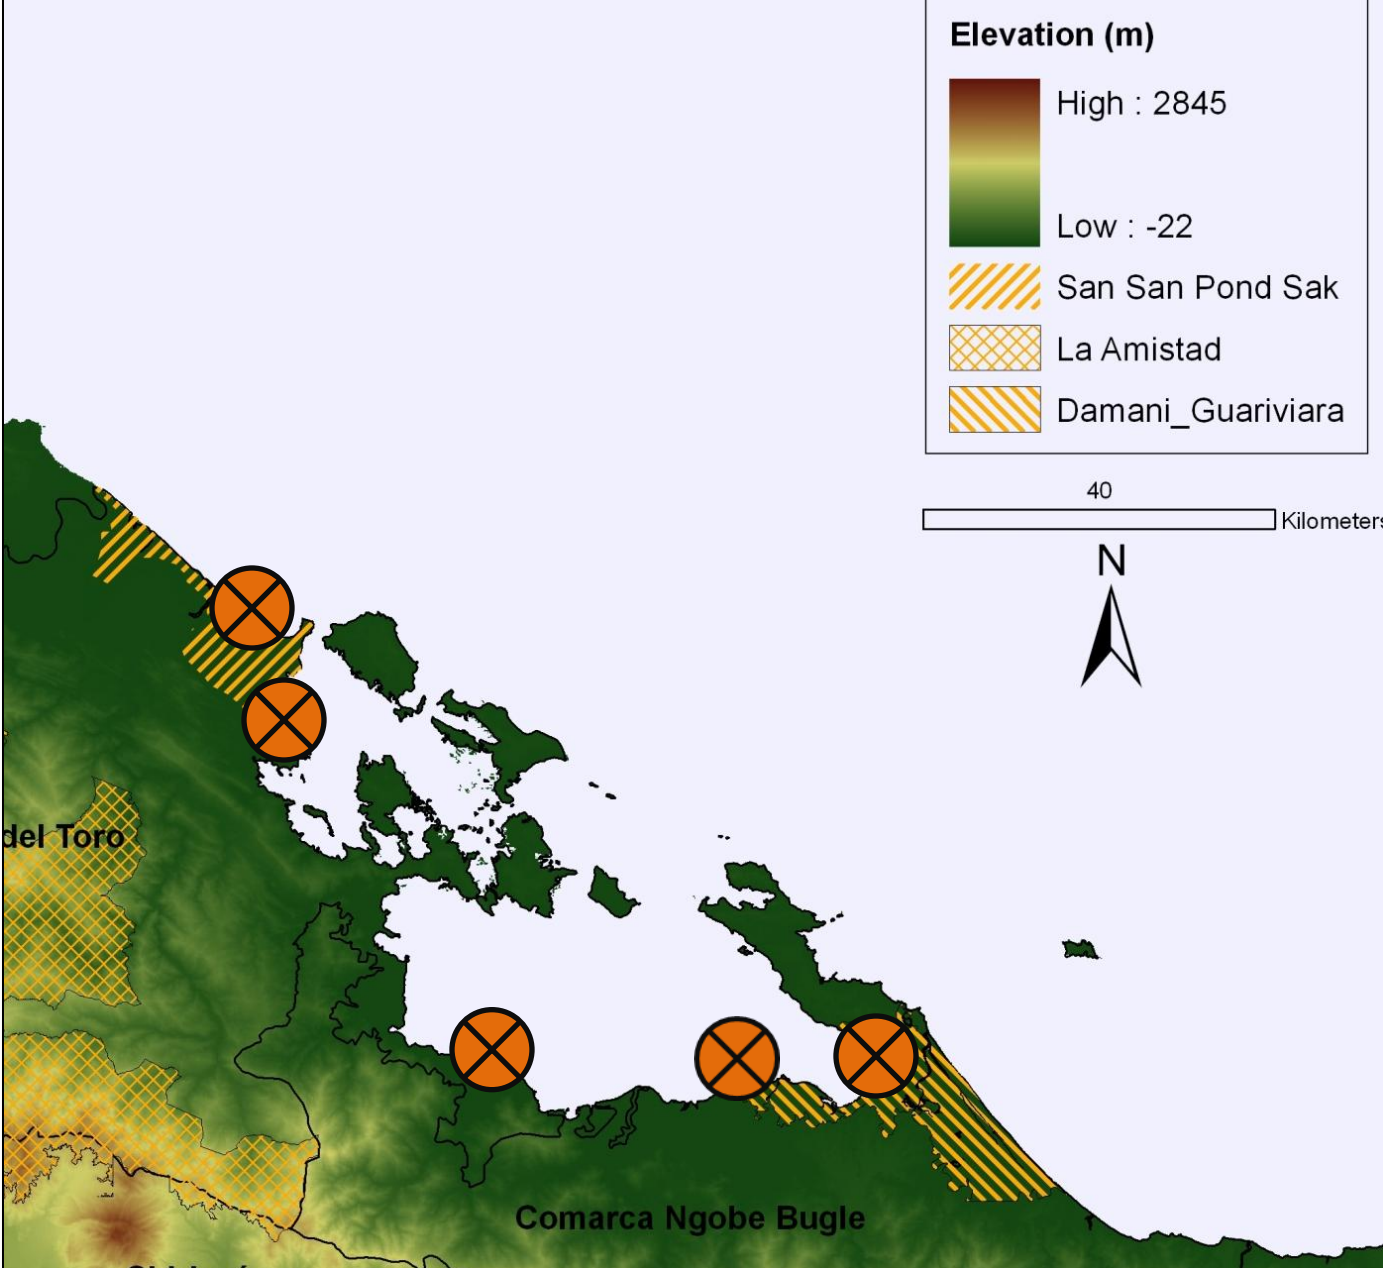 Elevation (m)
High : 2845
Low : -22
San San Pond Sak
La Amistad
Damani_Guariviara
40
Kilometers
N
del Toro
Comarca Ngobe Bugle